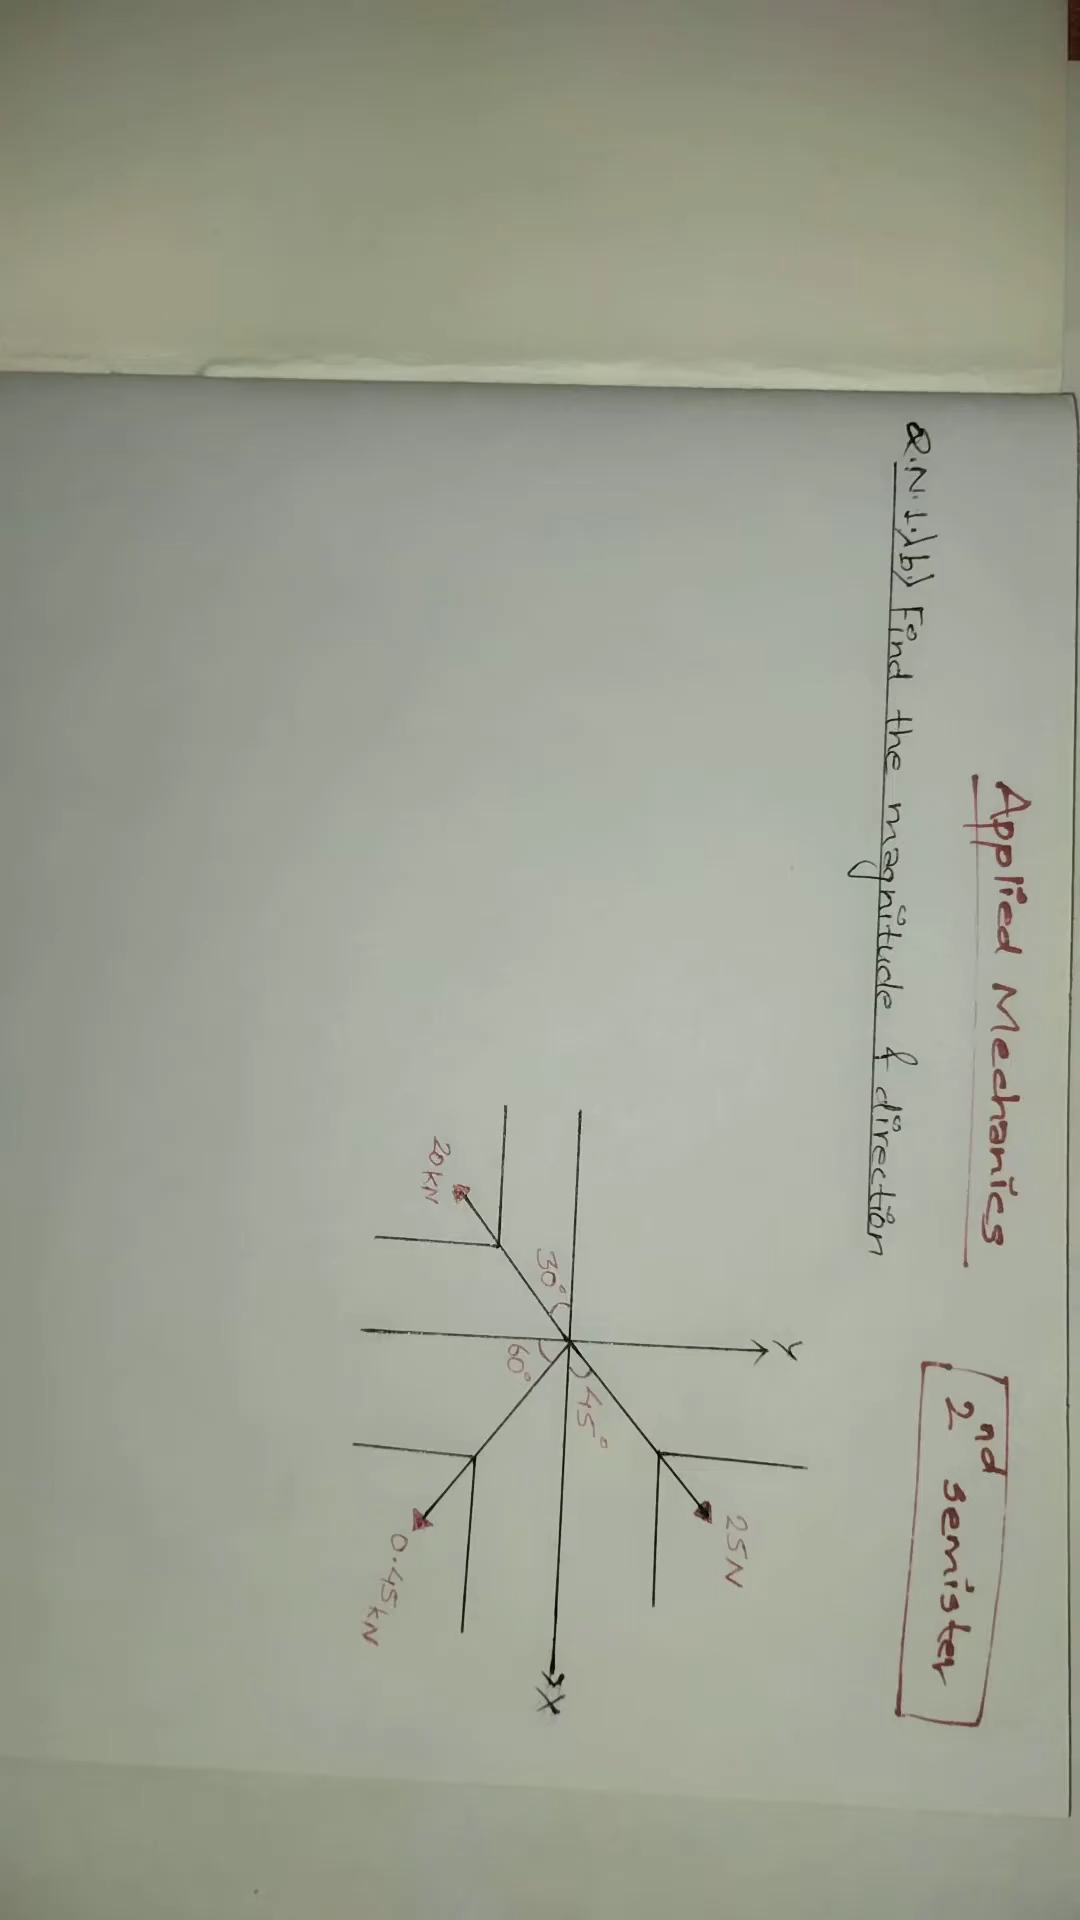 Applied Mechanics
2nd semister
Q.N.1.)b.) Find the magnitude & direction
Y
25N
45°
X
30°
60°
20KN
0.45KN